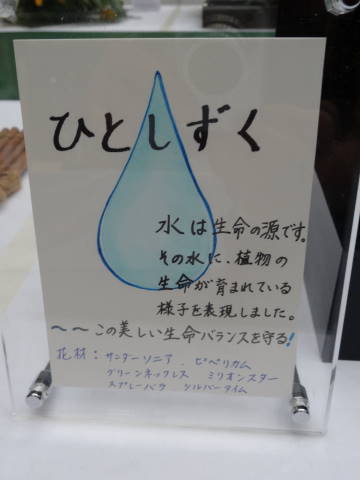 ひとしずく
水は生命の源です。
その水に、植物の
生命が育まれている
様子を表現しました。
～～この美しい生命バランスを守る!
花材：サンダーソニア、ヒペリカム
グリーンネックレス ミリオンスター
スプレーバラ シルバータイム